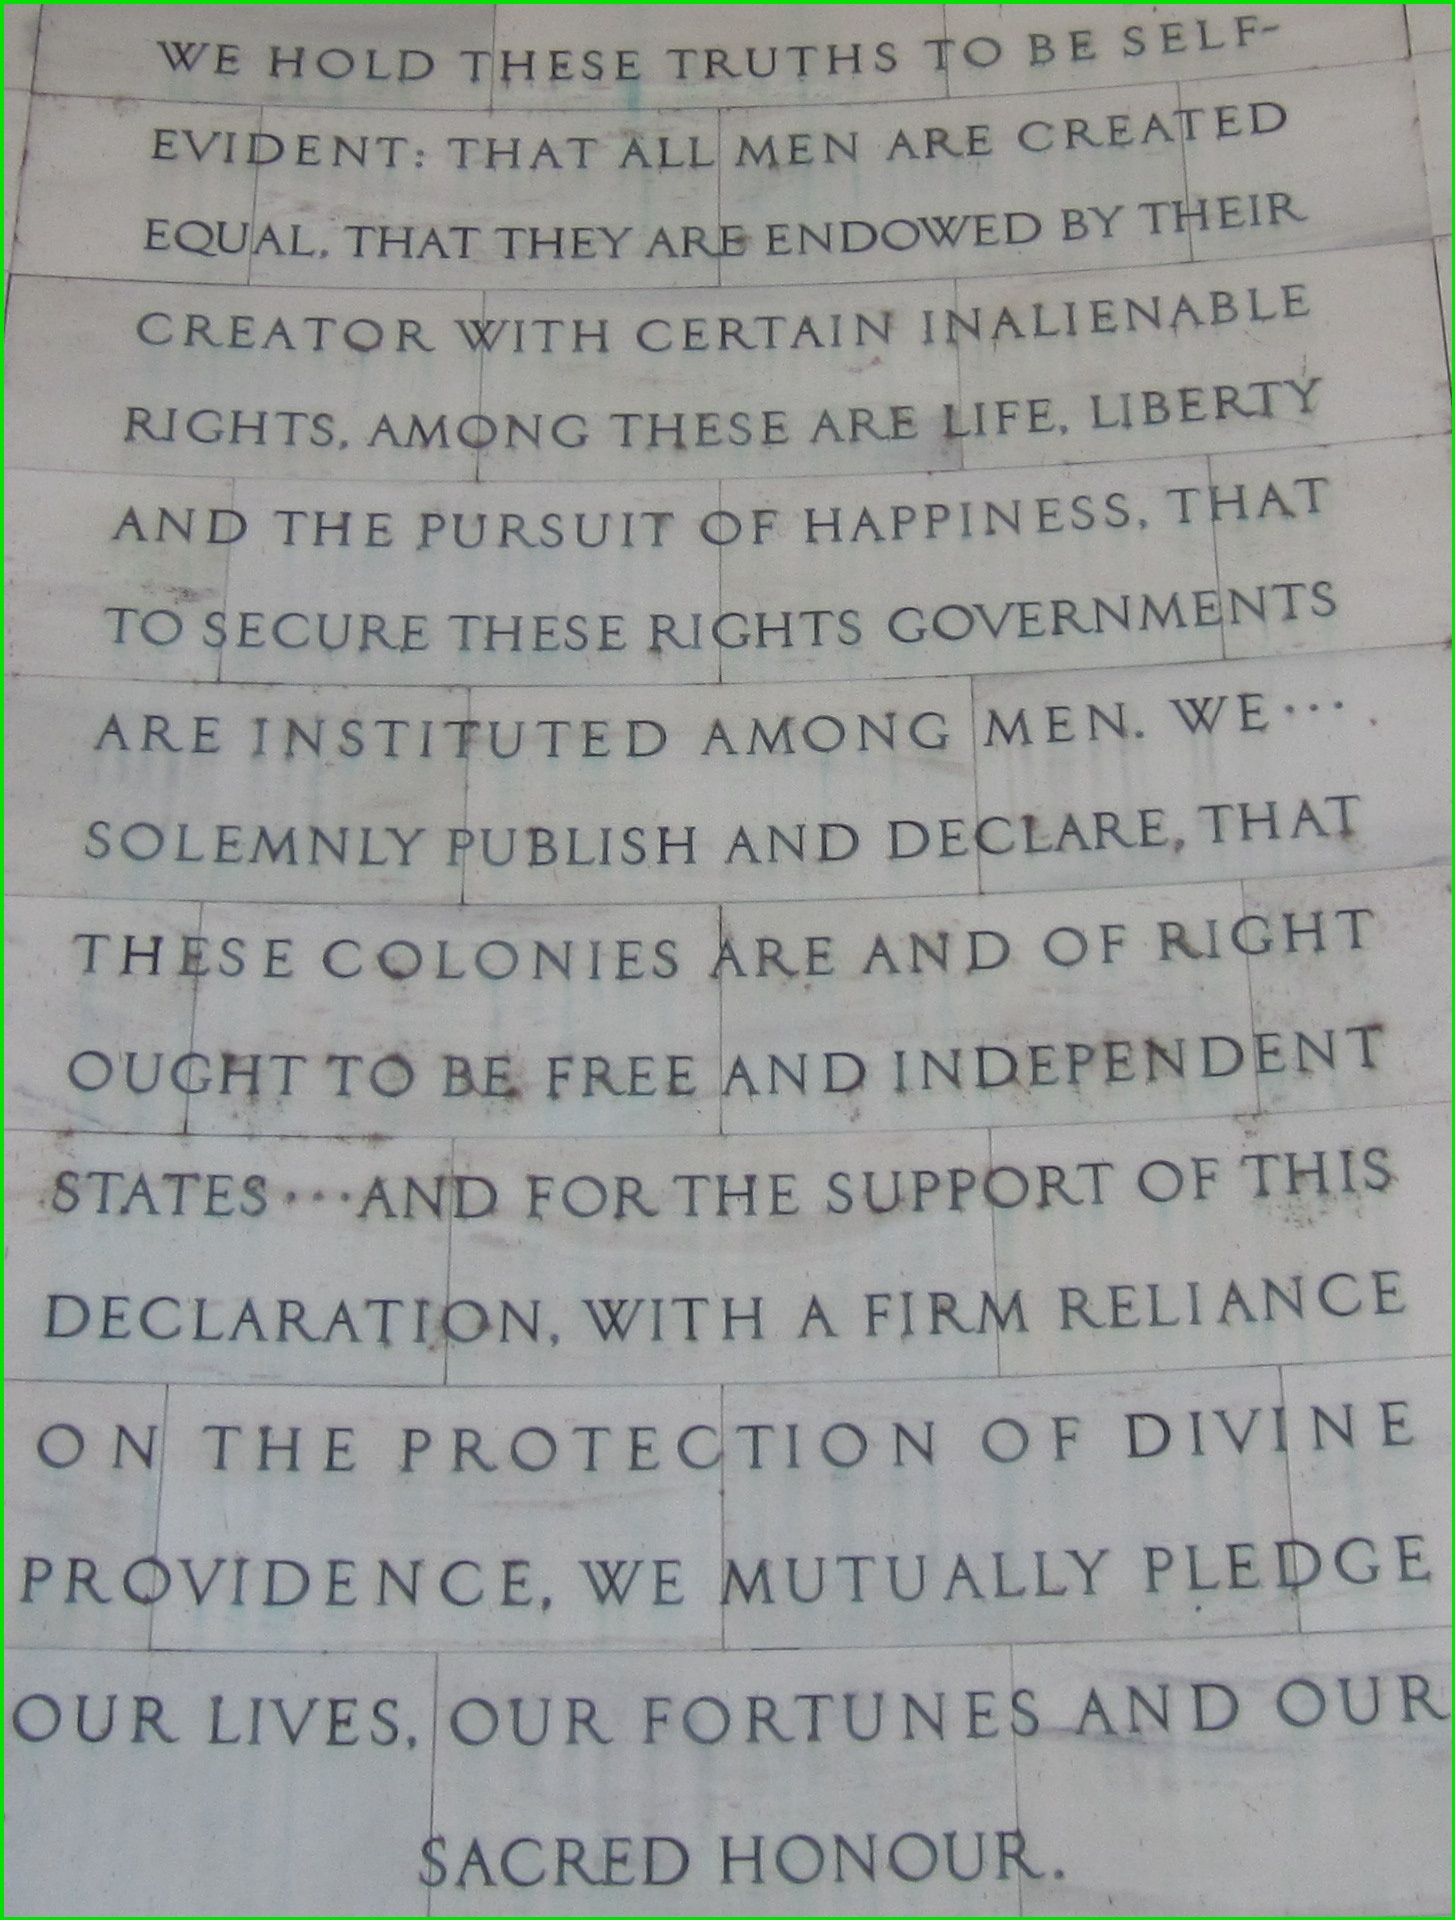 WE HOLD THESE TRUTHS TO BE SELF-
EVIDENT: THAT ALL MEN ARE CREATED
EQUAL, THAT THEY ARE ENDOWED BY THEIR
CREATOR WITH CERTAIN INALIENABLE
RIGHTS, AMONG THESE ARE LIFE, LIBERTY
AND THE PURSUIT OF HAPPINESS, THAT
TO SECURE THESE RIGHTS GOVERNMENTS
ARE INSTITUTED AMONG MEN. WE···
SOLEMNLY PUBLISH AND DECLARE, THAT
THESE COLONIES ARE AND OF RIGHT
OUGHT TO BE FREE AND INDEPENDENT
STATES···AND FOR THE SUPPORT OF THIS
DECLARATION, WITH A FIRM RELIANCE
ON THE PROTECTION OF DIVINE
PROVIDENCE, WE MUTUALLY PLEDGE
OUR LIVES, OUR FORTUNES AND OUR
SACRED HONOUR.